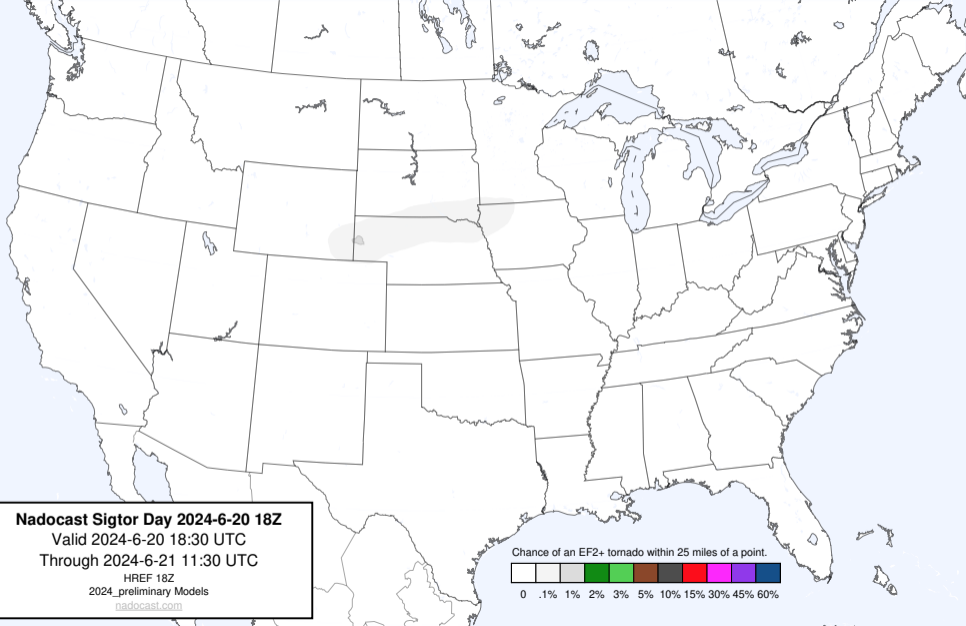 Nadocast Sigtor Day 2024-6-20 18Z
Valid 2024-6-20 18:30 UTC
Through 2024-6-21 11:30 UTC
HREF 18Z
2024_preliminary Models
nadocast.com
Chance of an EF2+ tornado within 25 miles of a point.
0 .1% 1% 2% 3% 5% 10% 15% 30% 45% 60%